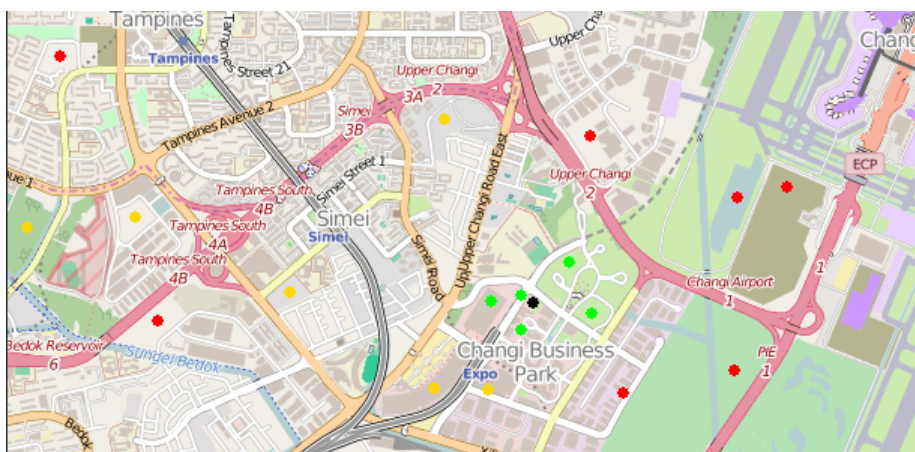 Tampines
Tampines
Tampines Street 21
Upper Changi
2
3A
Simei
3B
Tampines Avenue 2
Upper Chan
Chang
ECP
nue 1
Simei Street 1
Upper Changi Road East
Upper Changi
2
Tampines South
4B
Simei
Simei
Tampines South
4A
Tampines South
4B
Simei Road
Changi Airport
1
1
Bedok Reservoir
6
Sungei Bedok
Changi Business
Park
Expo
PIE
1
Bedok